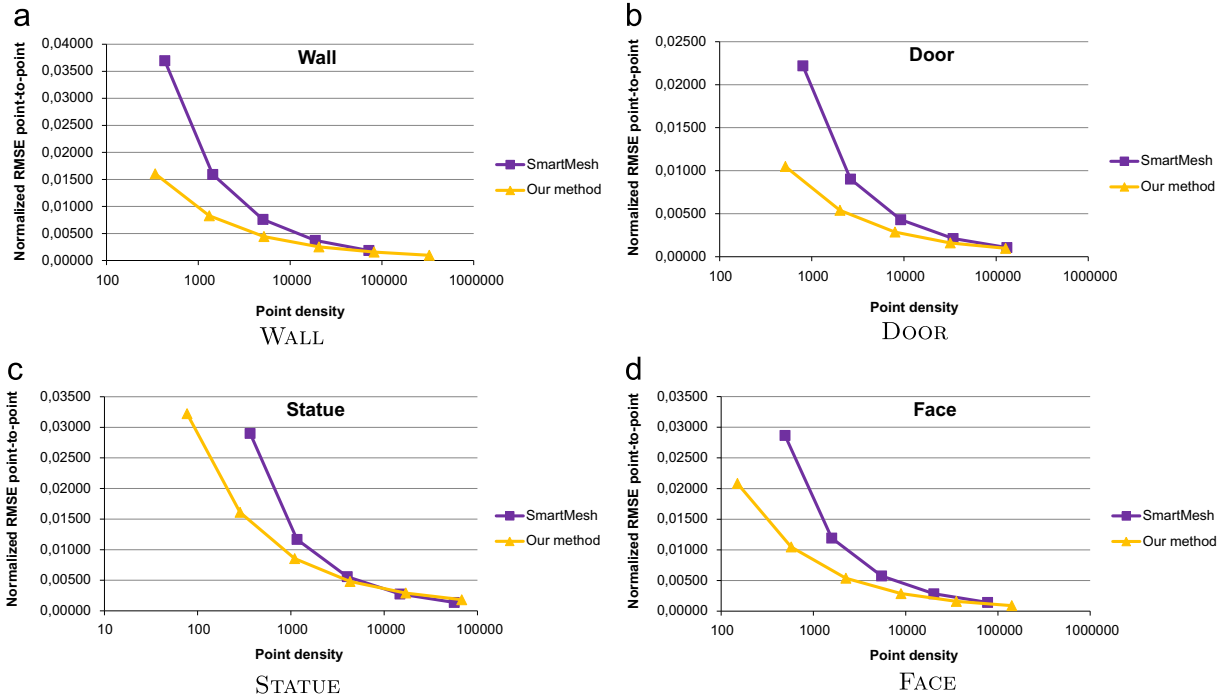 a
Wall
Normalized RMSE point-to-point
0,04000
0,03500
0,03000
0,02500
0,02000
0,01500
0,01000
0,00500
0,00000
100 1000 10000 100000 1000000
Point density
SmartMesh
Our method
WALL
b
Door
Normalized RMSE point-to-point
0,02500
0,02000
0,01500
0,01000
0,00500
0,00000
100 1000 10000 100000 1000000
Point density
SmartMesh
Our method
DOOR
c
Statue
Normalized RMSE point-to-point
0,03500
0,03000
0,02500
0,02000
0,01500
0,01000
0,00500
0,00000
10 100 1000 10000 100000
Point density
SmartMesh
Our method
STATUE
d
Face
Normalized RMSE point-to-point
0,03500
0,03000
0,02500
0,02000
0,01500
0,01000
0,00500
0,00000
100 1000 10000 100000 1000000
Point density
SmartMesh
Our method
FACE